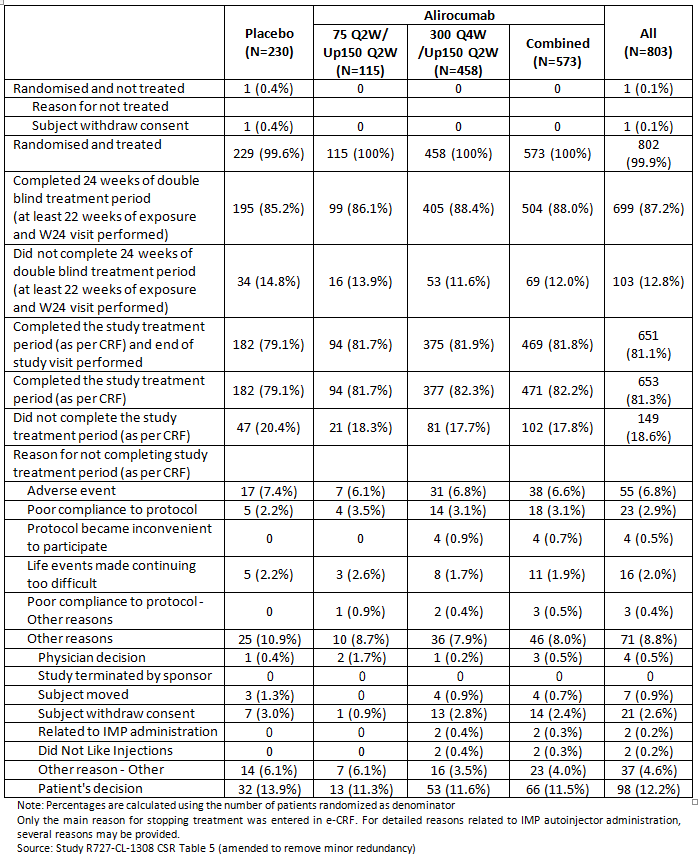 Alirocumab
Placebo
(N=230)
75 Q2W/
Up150 Q2W
(N=115)
300 Q4W
/Up150 Q2W
(N=458)
Combined
(N=573)
All
(N=803)
Randomised and not treated 1 (0.4%) 0 0 0 1 (0.1%)
Reason for not treated
Subject withdraw consent 1 (0.4%) 0 0 0 1 (0.1%)
Randomised and treated 229 (99.6%) 115 (100%) 458 (100%) 573 (100%) 802
(99.9%)
Completed 24 weeks of double
blind treatment period
(at least 22 weeks of exposure
and W24 visit performed)
195 (85.2%) 99 (86.1%) 405 (88.4%) 504 (88.0%) 699 (87.2%)
Did not complete 24 weeks of
double blind treatment period
(at least 22 weeks of exposure
and W24 visit performed)
34 (14.8%) 16 (13.9%) 53 (11.6%) 69 (12.0%) 103 (12.8%)
Completed the study treatment
period (as per CRF) and end of
study visit performed
182 (79.1%) 94 (81.7%) 375 (81.9%) 469 (81.8%) 651
(81.1%)
Completed the study treatment
period (as per CRF)
182 (79.1%) 94 (81.7%) 377 (82.3%) 471 (82.2%) 653
(81.3%)
Did not complete the study
treatment period (as per CRF)
47 (20.4%) 21 (18.3%) 81 (17.7%) 102 (17.8%) 149
(18.6%)
Reason for not completing study
treatment period (as per CRF)
Adverse event 17 (7.4%) 7 (6.1%) 31 (6.8%) 38 (6.6%) 55 (6.8%)
Poor compliance to protocol 5 (2.2%) 4 (3.5%) 14 (3.1%) 18 (3.1%) 23 (2.9%)
Protocol became inconvenient
to participate
0 0 4 (0.9%) 4 (0.7%) 4 (0.5%)
Life events made continuing
too difficult
5 (2.2%) 3 (2.6%) 8 (1.7%) 11 (1.9%) 16 (2.0%)
Poor compliance to protocol -
Other reasons
0 1 (0.9%) 2 (0.4%) 3 (0.5%) 3 (0.4%)
Other reasons 25 (10.9%) 10 (8.7%) 36 (7.9%) 46 (8.0%) 71 (8.8%)
Physician decision 1 (0.4%) 2 (1.7%) 1 (0.2%) 3 (0.5%) 4 (0.5%)
Study terminated by sponsor 0 0 0 0 0
Subject moved 3 (1.3%) 0 4 (0.9%) 4 (0.7%) 7 (0.9%)
Subject withdraw consent 7 (3.0%) 1 (0.9%) 13 (2.8%) 14 (2.4%) 21 (2.6%)
Related to IMP administration 0 0 2 (0.4%) 2 (0.3%) 2 (0.2%)
Did Not Like Injections 0 0 2 (0.4%) 2 (0.3%) 2 (0.2%)
Other reason - Other 14 (6.1%) 7 (6.1%) 16 (3.5%) 23 (4.0%) 37 (4.6%)
Patient's decision 32 (13.9%) 13 (11.3%) 53 (11.6%) 66 (11.5%) 98 (12.2%)
Note: Percentages are calculated using the number of patients randomized as denominator
Only the main reason for stopping treatment was entered in e-CRF. For detailed reasons related to IMP autoinjector administration,
several reasons may be provided.
Source: Study R727-CL-1308 CSR Table 5 (amended to remove minor redundancy)